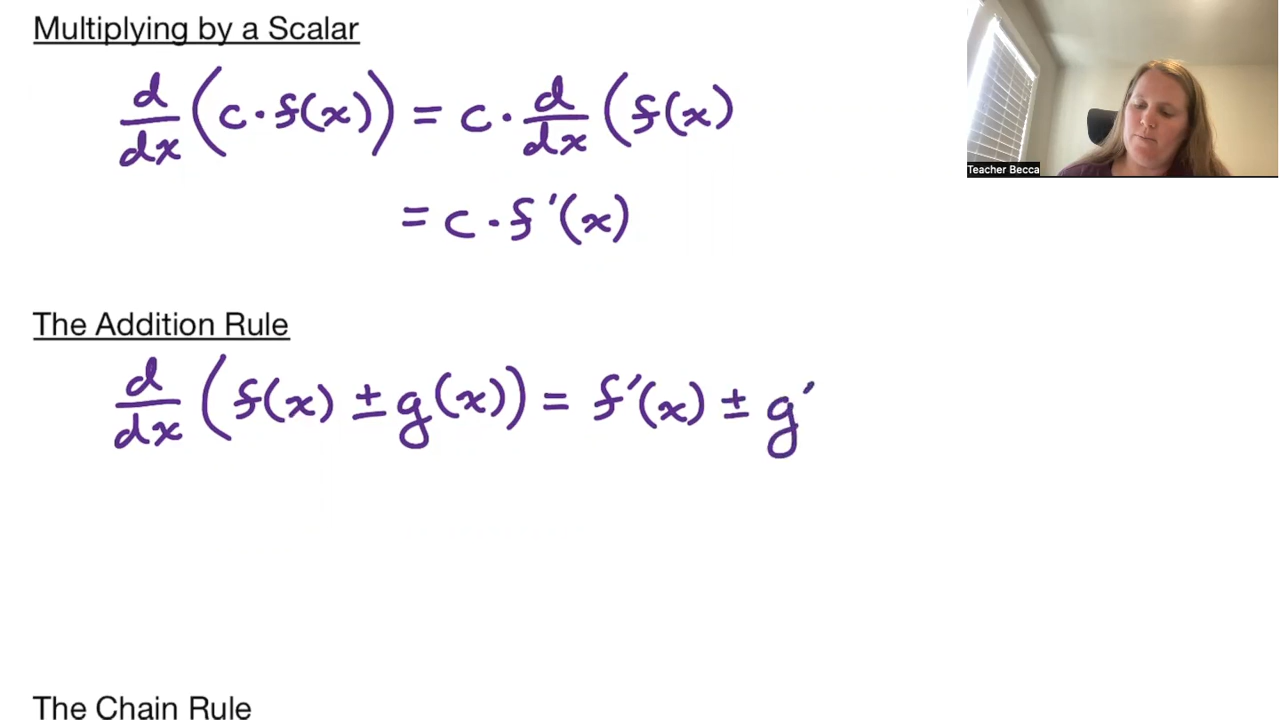 Multiplying by a Scalar
d/dx (c · f(x)) = c · d/dx (f(x)
= c · f'(x)
Teacher Becca
The Addition Rule
d/dx (f(x) ± g(x)) = f'(x) ± g'
The Chain Rule